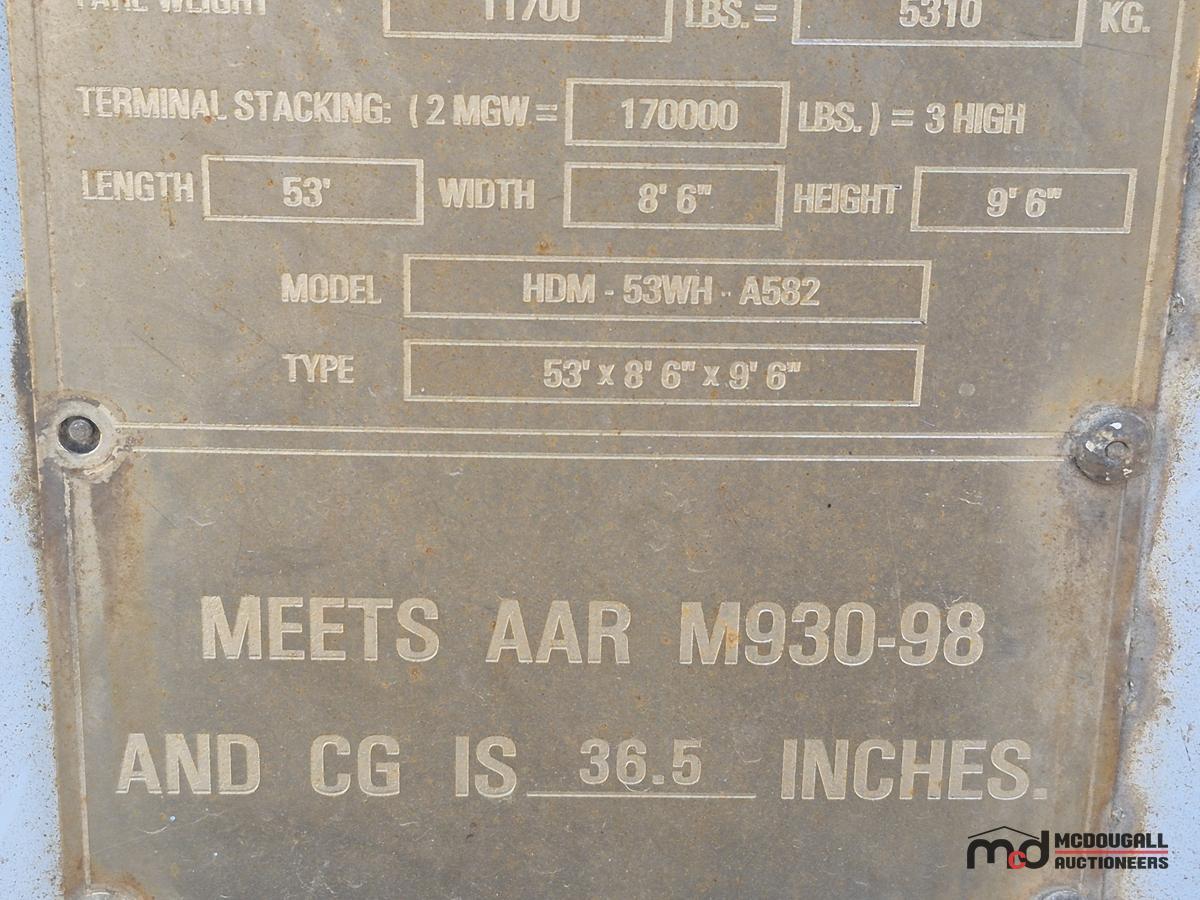 TARE WEIGHT 11700 LBS. = 5310 KG.
TERMINAL STACKING: ( 2 MGW = 170000 LBS. ) = 3 HIGH
LENGTH 53' WIDTH 8' 6" HEIGHT 9' 6"
MODEL HDM - 53WH - A582
TYPE 53' x 8' 6" x 9' 6"
MEETS AAR M930-98
AND CG IS 36.5 INCHES.
mcd MCDOUGALL
AUCTIONEERS